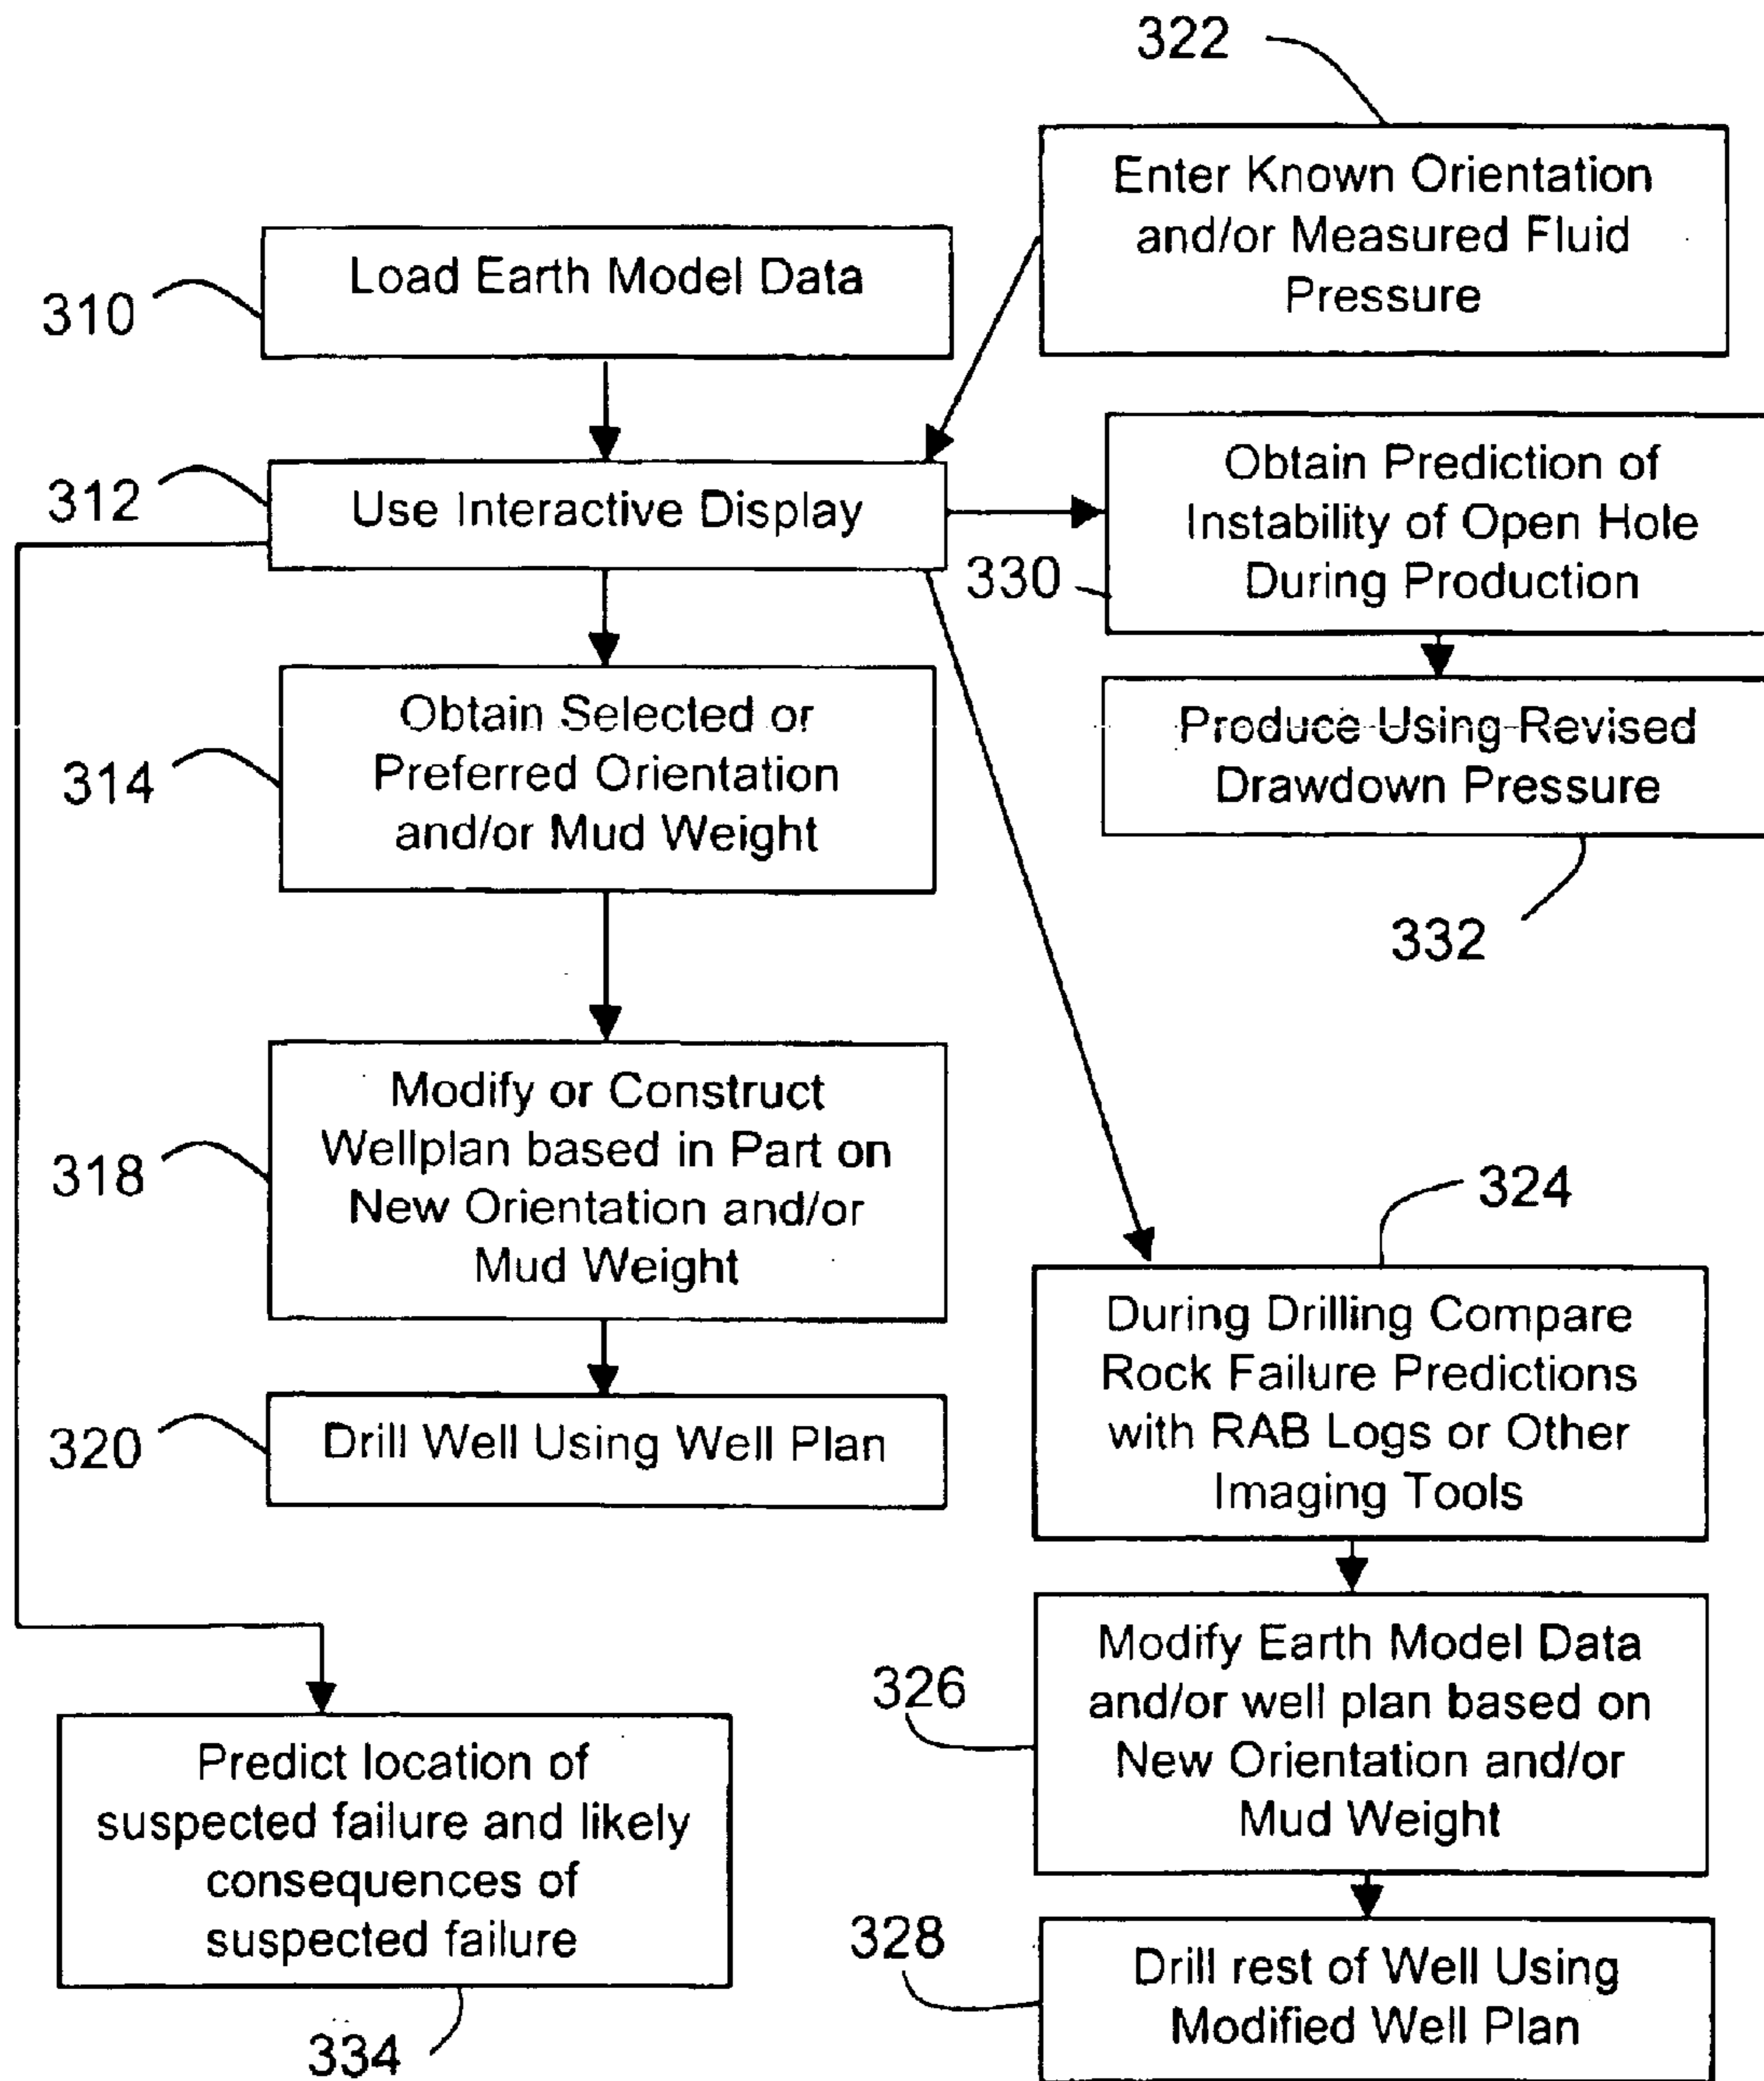 322
Enter Known Orientation
and/or Measured Fluid
Pressure
310
Load Earth Model Data
312
Use Interactive Display
330
Obtain Prediction of
Instability of Open Hole
During Production
314
Obtain Selected or
Preferred Orientation
and/or Mud Weight
Produce Using Revised
Drawdown Pressure
332
318
Modify or Construct
Wellplan based in Part on
New Orientation and/or
Mud Weight
324
During Drilling Compare
Rock Failure Predictions
with RAB Logs or Other
Imaging Tools
320
Drill Well Using Well Plan
326
Modify Earth Model Data
and/or well plan based on
New Orientation and/or
Mud Weight
Predict location of
suspected failure and likely
consequences of
suspected failure
334
328
Drill rest of Well Using
Modified Well Plan